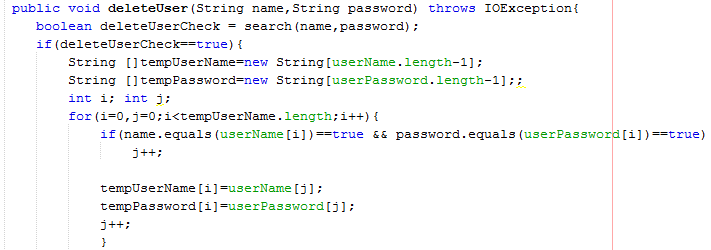 public void deleteUser(String name,String password) throws IOException{
boolean deleteUserCheck = search(name,password);
if(deleteUserCheck==true){
String []tempUserName=new String[userName.length-1];
String []tempPassword=new String[userPassword.length-1];;
int i; int j;
for(i=0,j=0;i<tempUserName.length;i++){
if(name.equals(userName[i])==true && password.equals(userPassword[i])==true)
j++;
tempUserName[i]=userName[j];
tempPassword[i]=userPassword[j];
j++;
}